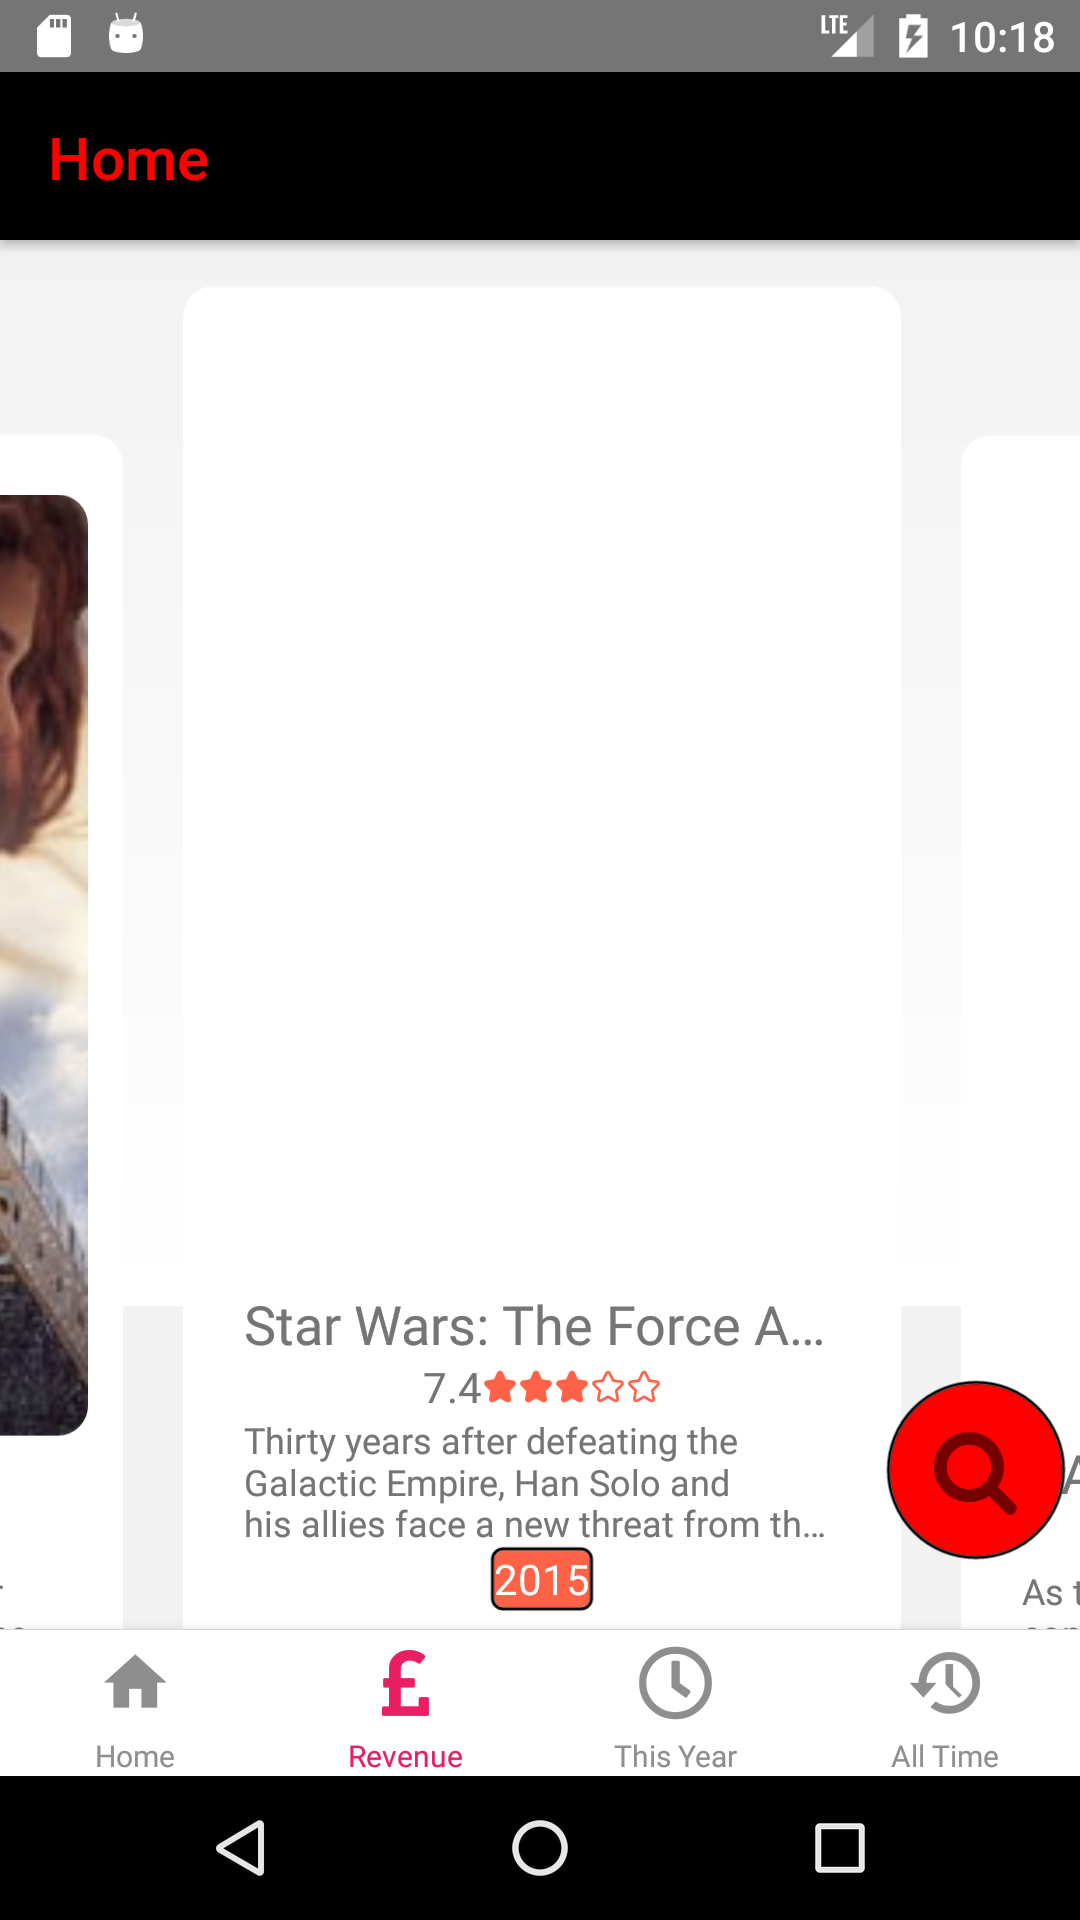 LTE 10:18
Home
Star Wars: The Force A...
7.4
Thirty years after defeating the
Galactic Empire, Han Solo and
his allies face a new threat from th...
2015
As t
Home Revenue This Year All Time